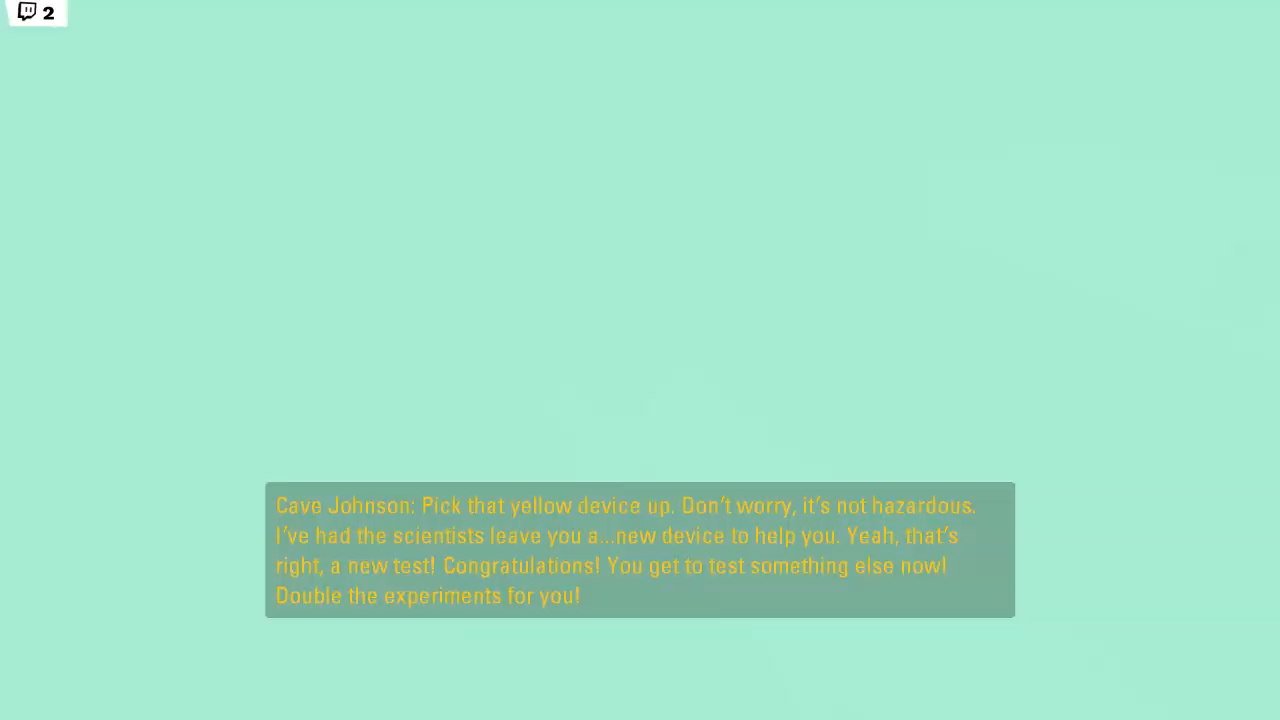 2
Cave Johnson: Pick that yellow device up. Don't worry, it's not hazardous.
I've had the scientists leave you a...new device to help you. Yeah, that's
right, a new test! Congratulations! You get to test something else now!
Double the experiments for you!